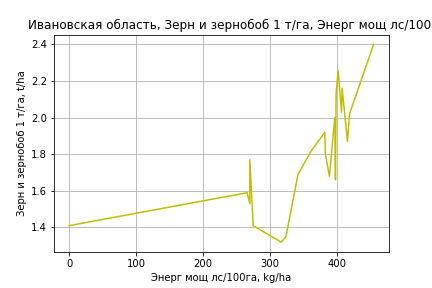 Ивановская область, Зерн и зернобоб 1 т/га, Энерг мощ лс/100
2.4
2.2
2.0
1.8
1.6
1.4
Зерн и зернобоб 1 т/га, t/ha
0 100 200 300 400
Энерг мощ лс/100га, kg/ha